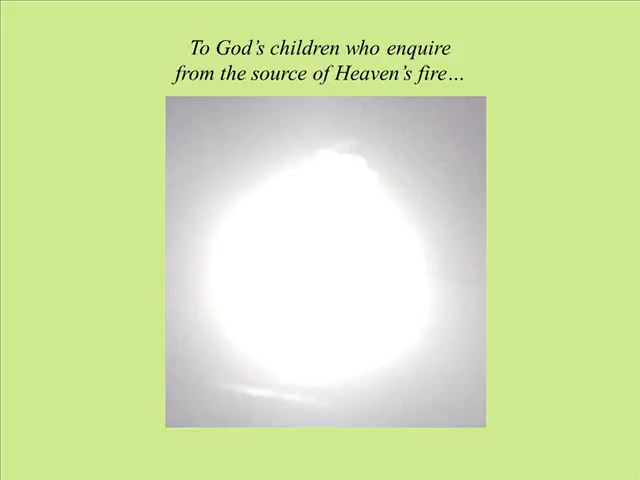 To God’s children who enquire
from the source of Heaven’s fire…